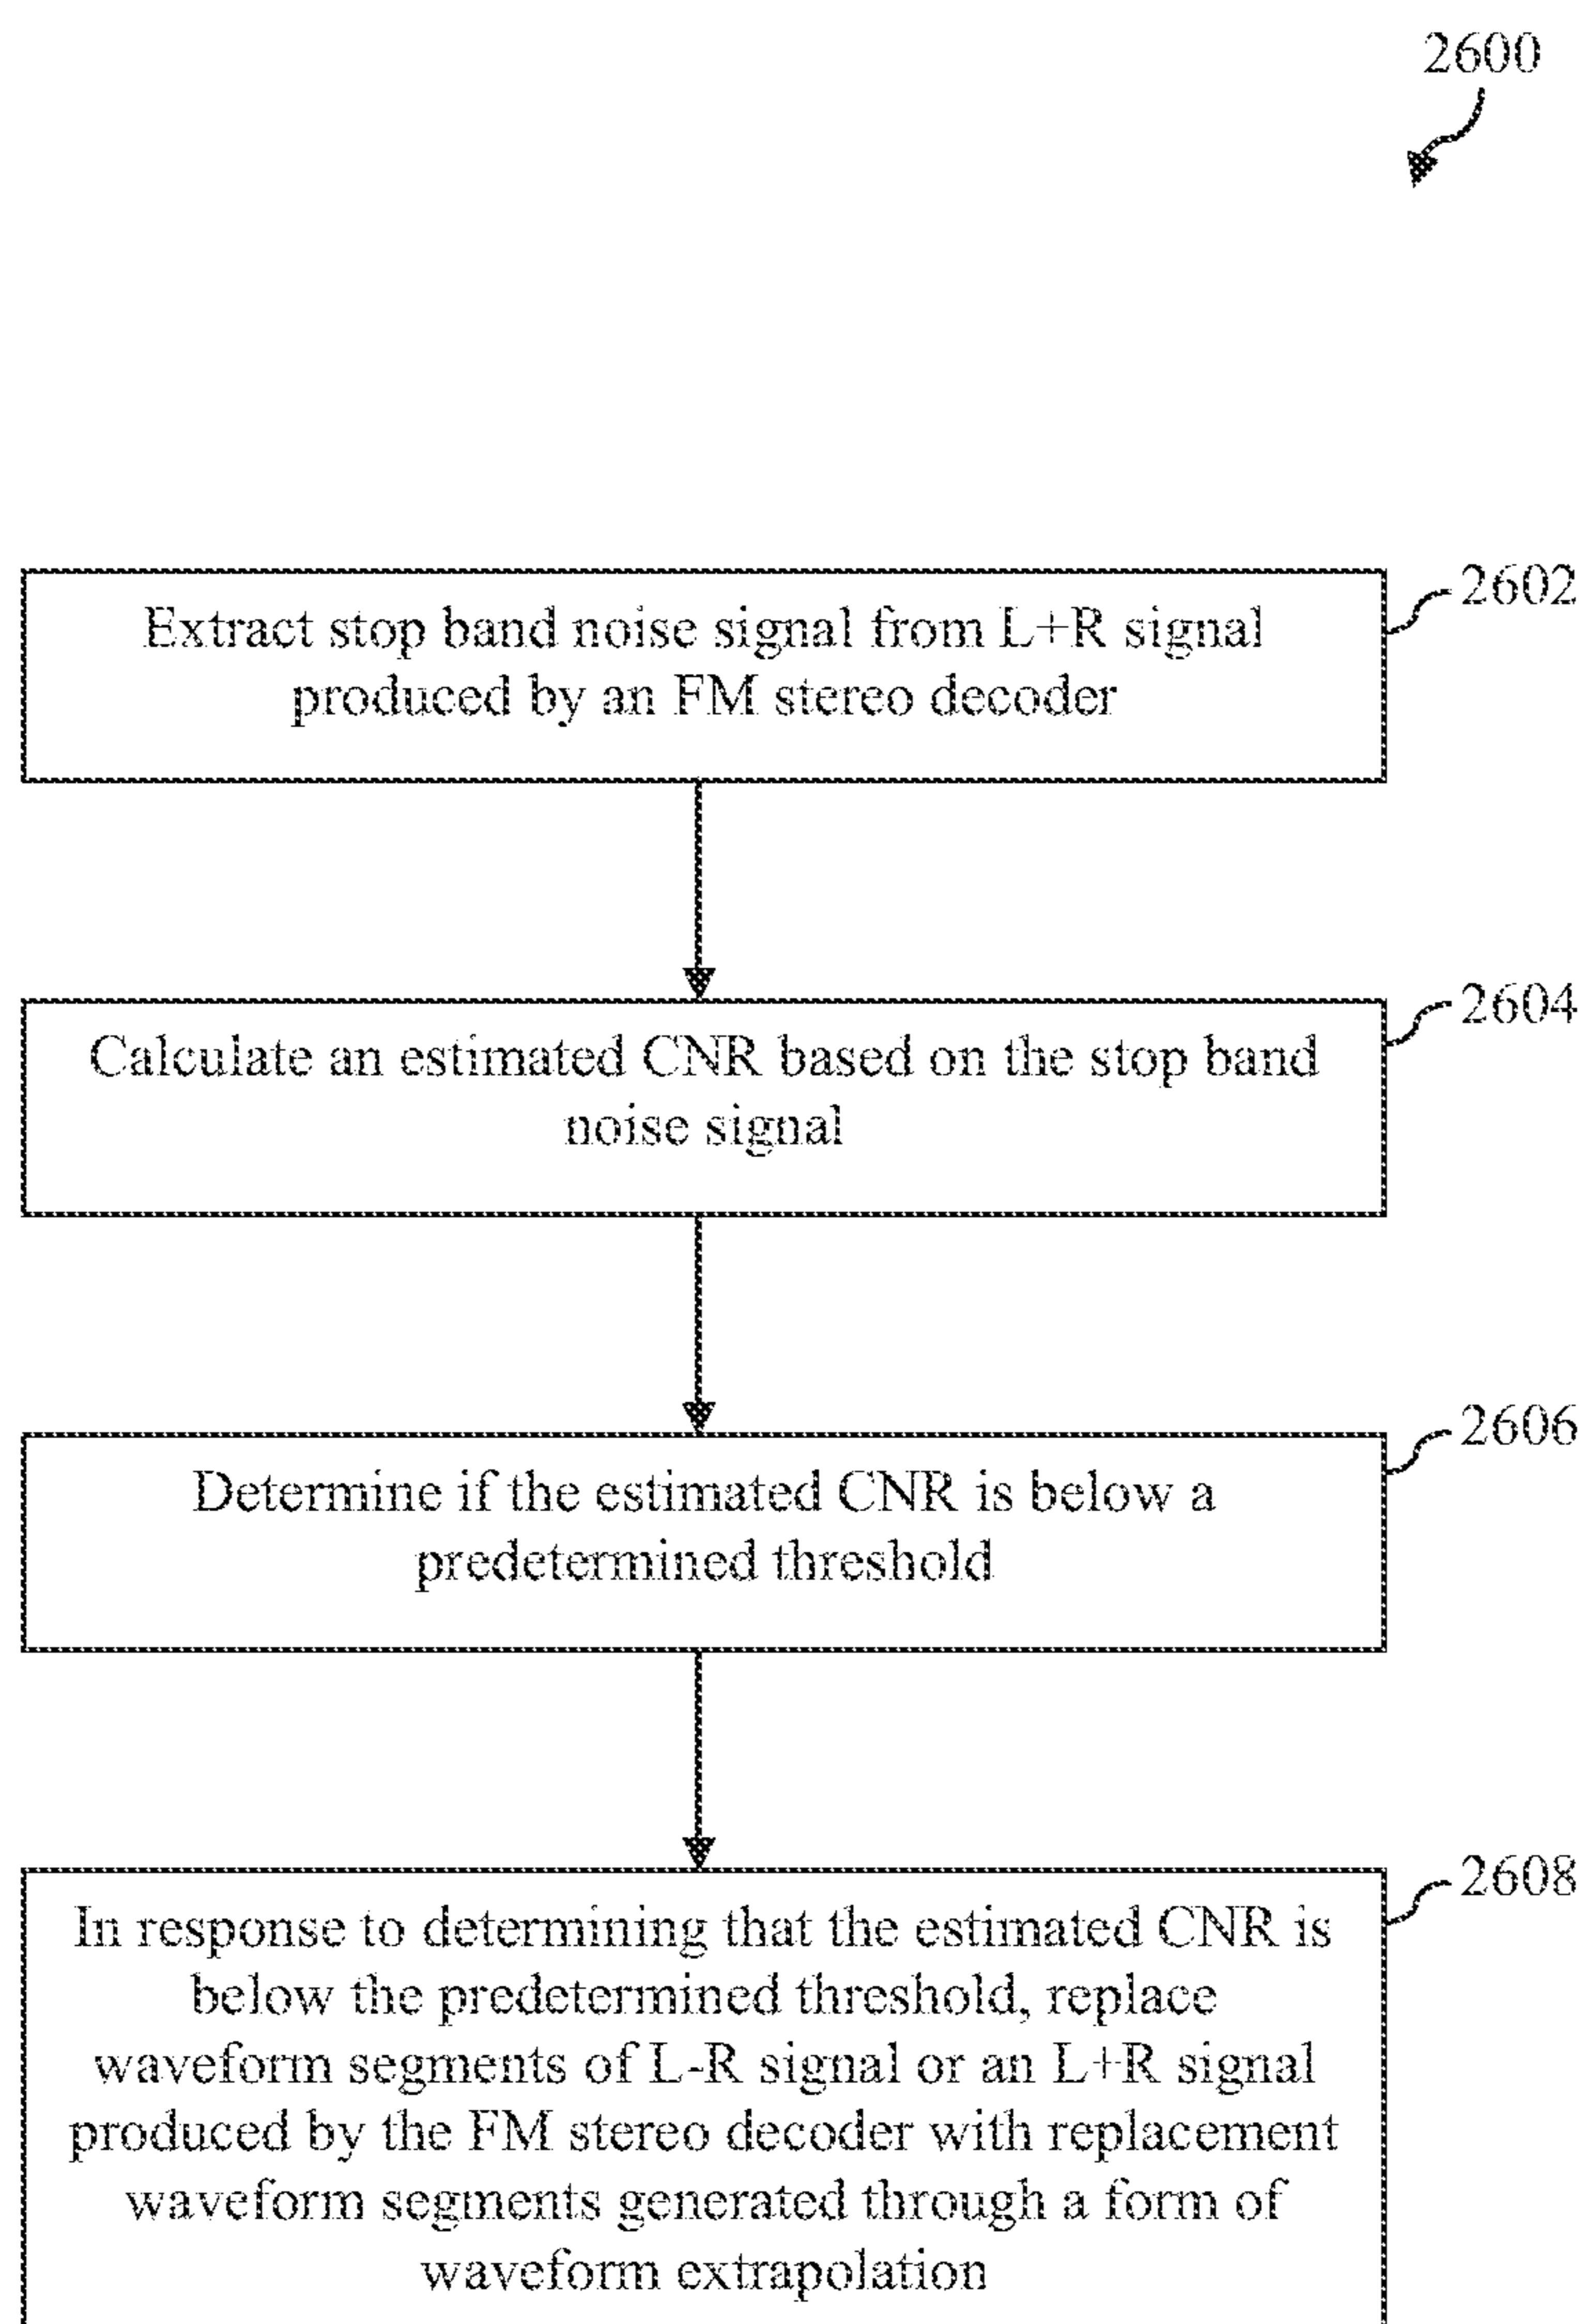 2600
Extract stop band noise signal from L+R signal
produced by an FM stereo decoder
2602
Calculate an estimated CNR based on the stop band
noise signal
2604
Determine if the estimated CNR is below a
predetermined threshold
2606
In response to determining that the estimated CNR is
below the predetermined threshold, replace
waveform segments of L-R signal or an L+R signal
produced by the FM stereo decoder with replacement
waveform segments generated through a form of
waveform extrapolation
2608